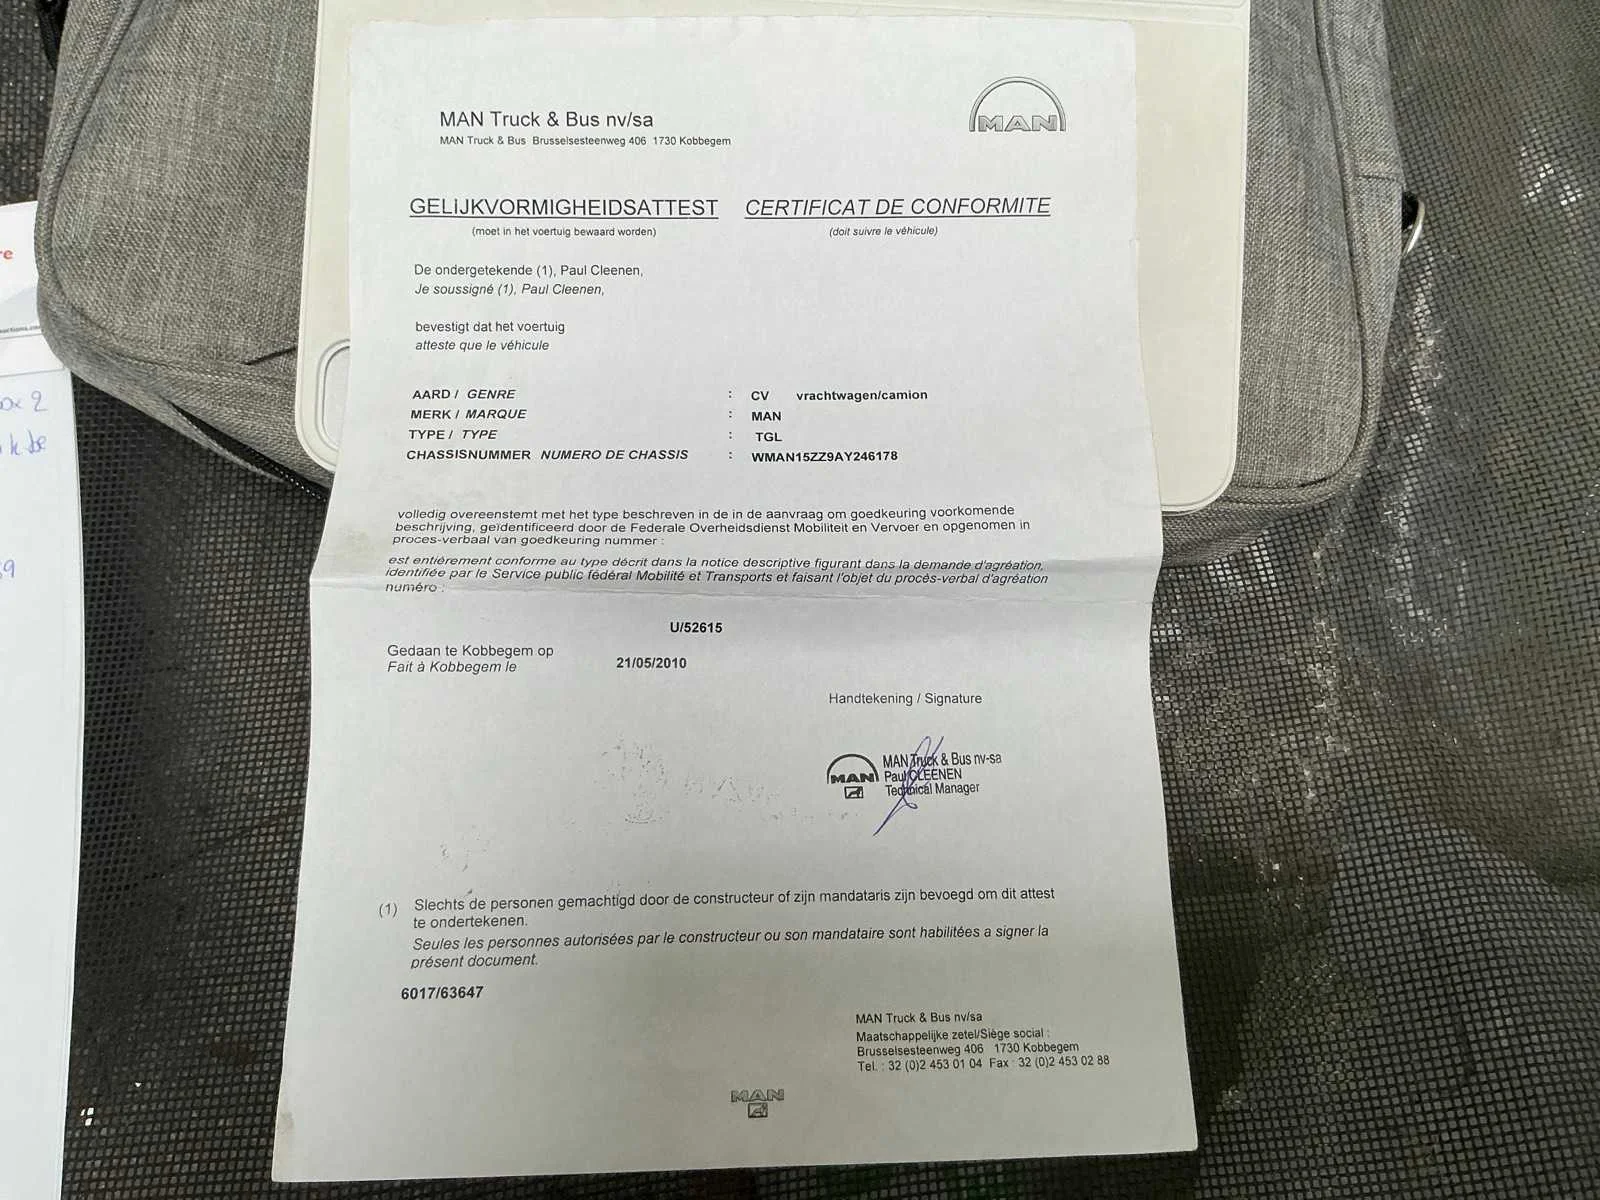 MAN Truck & Bus nv/sa
MAN Truck & Bus Brusselsesteenweg 406 1730 Kobbegem
MAN
GELIJKVORMIGHEIDSATTEST CERTIFICAT DE CONFORMITE
(moet in het voertuig bewaard worden) (doit suivre le véhicule)
De ondergetekende (1), Paul Cleenen,
Je soussigné (1), Paul Cleenen,
bevestigt dat het voertuig
atteste que le véhicule
AARD / GENRE : CV vrachtwagen/camion
MERK / MARQUE : MAN
TYPE / TYPE : TGL
CHASSISNUMMER NUMERO DE CHASSIS : WMAN15ZZ9AY246178
volledig overeenstemt met het type beschreven in de in de aanvraag om goedkeuring voorkomende
beschrijving, geïdentificeerd door de Federale Overheidsdienst Mobiliteit en Vervoer en opgenomen in
proces-verbaal van goedkeuring nummer :
est entièrement conforme au type décrit dans la notice descriptive figurant dans la demande d'agréation,
identifiée par le Service public fédéral Mobilité et Transports et faisant l'objet du procès-verbal d'agréation
numéro :
U/52615
Gedaan te Kobbegem op
Fait à Kobbegem le 21/05/2010
Handtekening / Signature
MAN
MAN Truck & Bus nv-sa
Paul CLEENEN
Technical Manager
(1) Slechts de personen gemachtigd door de constructeur of zijn mandataris zijn bevoegd om dit attest
te ondertekenen.
Seules les personnes autorisées par le constructeur ou son mandataire sont habilitées a signer la
présent document.
6017/63647
MAN Truck & Bus nv/sa
Maatschappelijke zetel/Siège social :
Brusselsesteenweg 406 1730 Kobbegem
Tel. : 32 (0)2 453 01 04 Fax : 32 (0)2 453 02 88
MAN